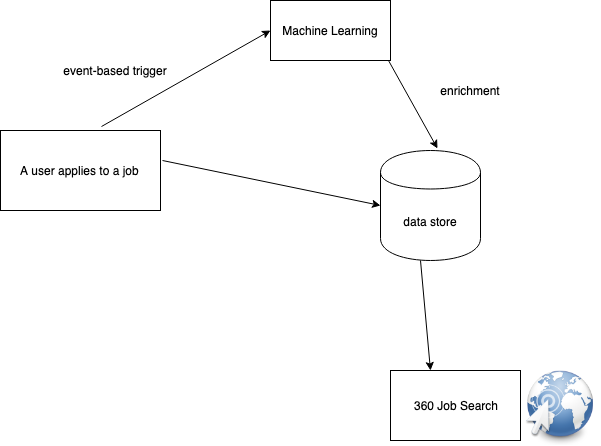 Machine Learning
event-based trigger
enrichment
A user applies to a job
data store
360 Job Search